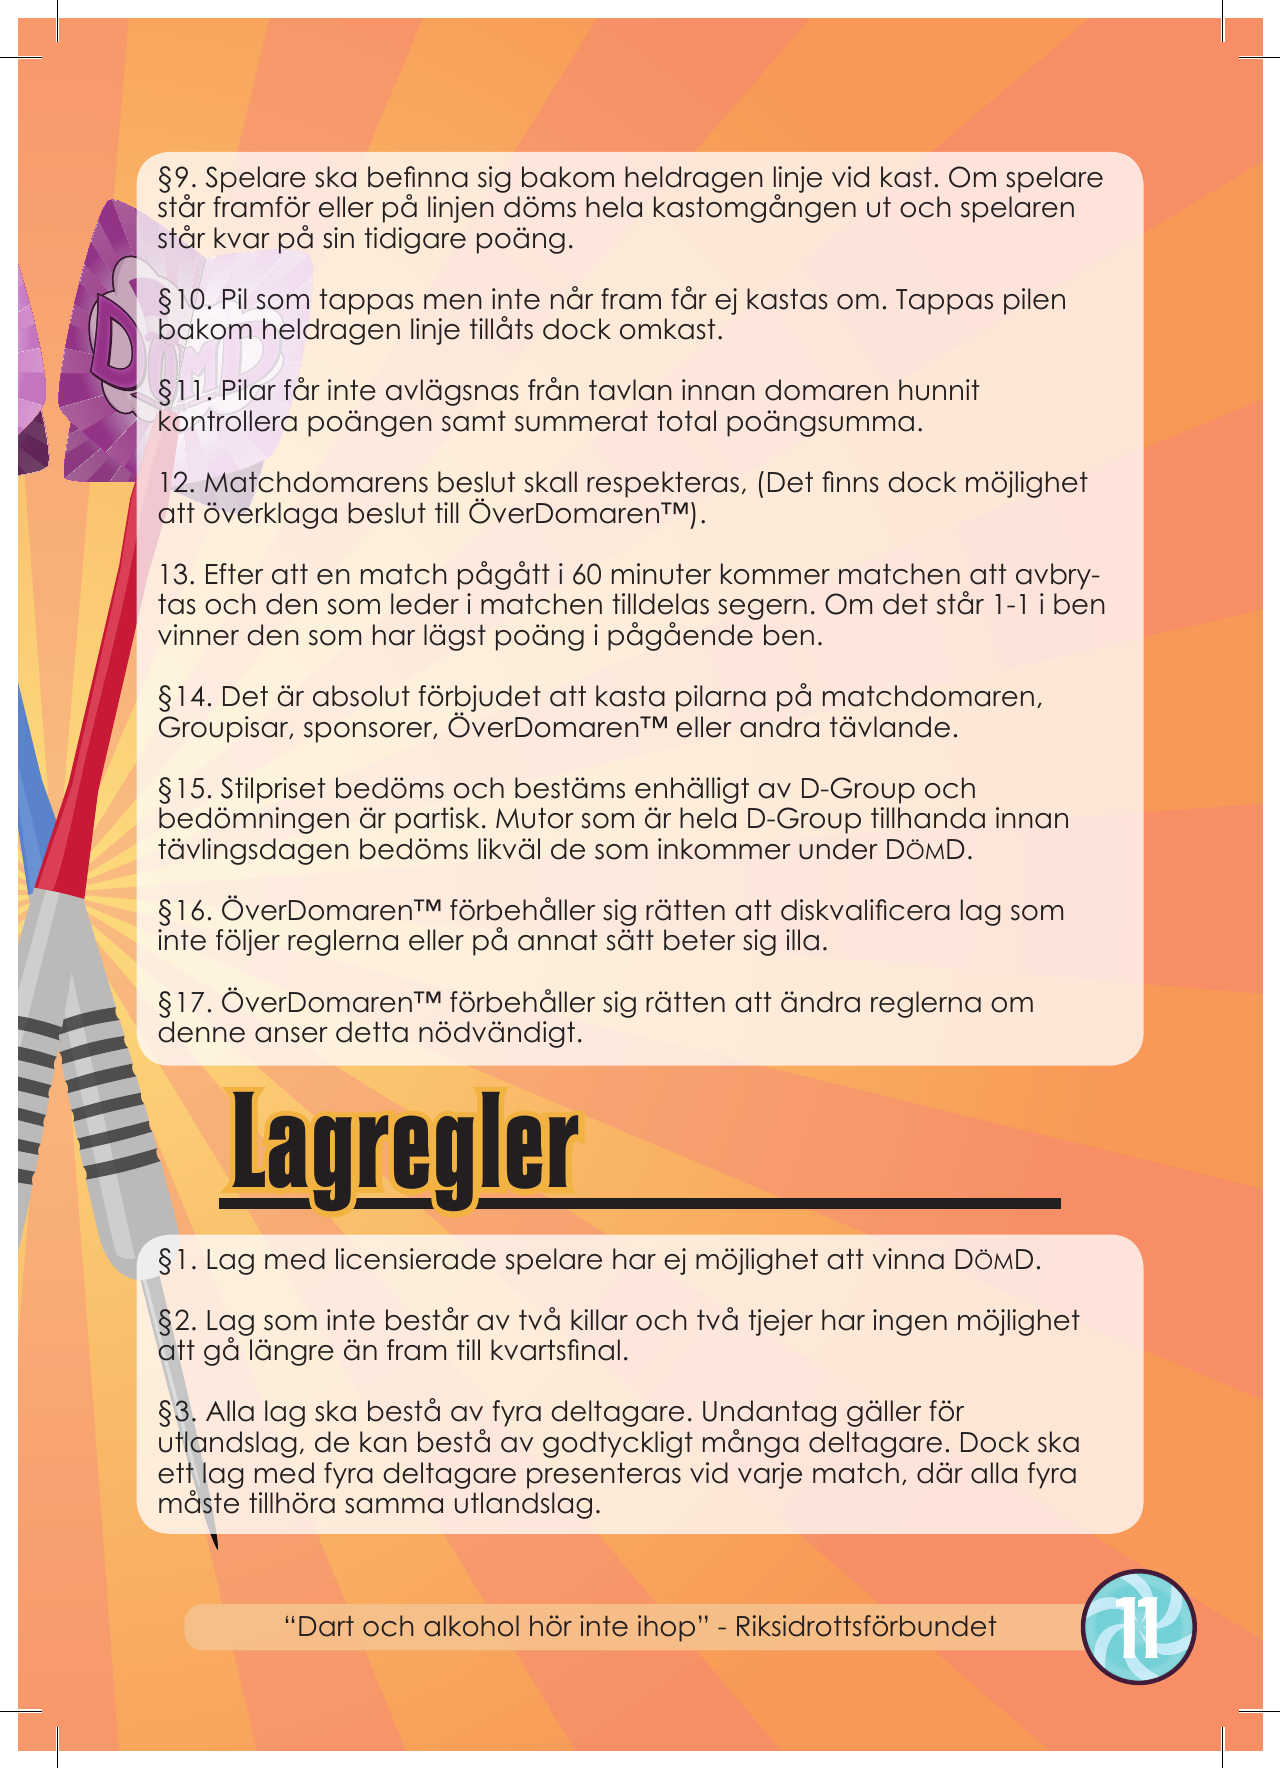 §9. Spelare ska befinna sig bakom heldragen linje vid kast. Om spelare
står framför eller på linjen döms hela kastomgången ut och spelaren
står kvar på sin tidigare poäng.
§10. Pil som tappas men inte når fram får ej kastas om. Tappas pilen
bakom heldragen linje tillåts dock omkast.
§11. Pilar får inte avlägsnas från tavlan innan domaren hunnit
kontrollera poängen samt summerat total poängsumma.
12. Matchdomarens beslut skall respekteras, (Det finns dock möjlighet
att överklaga beslut till ÖverDomaren™).
13. Efter att en match pågått i 60 minuter kommer matchen att avbry-
tas och den som leder i matchen tilldelas segern. Om det står 1-1 i ben
vinner den som har lägst poäng i pågående ben.
§14. Det är absolut förbjudet att kasta pilarna på matchdomaren,
Groupisar, sponsorer, ÖverDomaren™ eller andra tävlande.
§15. Stilpriset bedöms och bestäms enhälligt av D-Group och
bedömningen är partisk. Mutor som är hela D-Group tillhanda innan
tävlingsdagen bedöms likväl de som inkommer under DÖMD.
§16. ÖverDomaren™ förbehåller sig rätten att diskvalificera lag som
inte följer reglerna eller på annat sätt beter sig illa.
§17. ÖverDomaren™ förbehåller sig rätten att ändra reglerna om
denne anser detta nödvändigt.
DÖMD
Lagregler
§1. Lag med licensierade spelare har ej möjlighet att vinna DÖMD.
§2. Lag som inte består av två killar och två tjejer har ingen möjlighet
att gå längre än fram till kvartsfinal.
§3. Alla lag ska bestå av fyra deltagare. Undantag gäller för
utlandslag, de kan bestå av godtyckligt många deltagare. Dock ska
ett lag med fyra deltagare presenteras vid varje match, där alla fyra
måste tillhöra samma utlandslag.
“Dart och alkohol hör inte ihop” - Riksidrottsförbundet
11